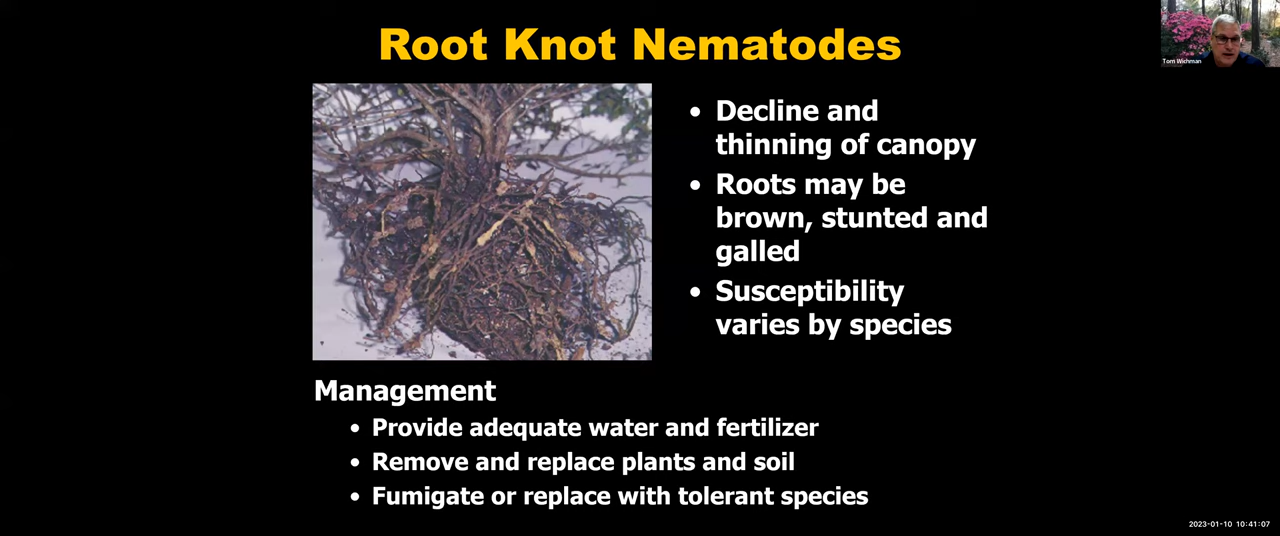 Root Knot Nematodes
Tom Wichman
• Decline and
thinning of canopy
• Roots may be
brown, stunted and
galled
• Susceptibility
varies by species
Management
• Provide adequate water and fertilizer
• Remove and replace plants and soil
• Fumigate or replace with tolerant species
2023-01-10 10:41:07